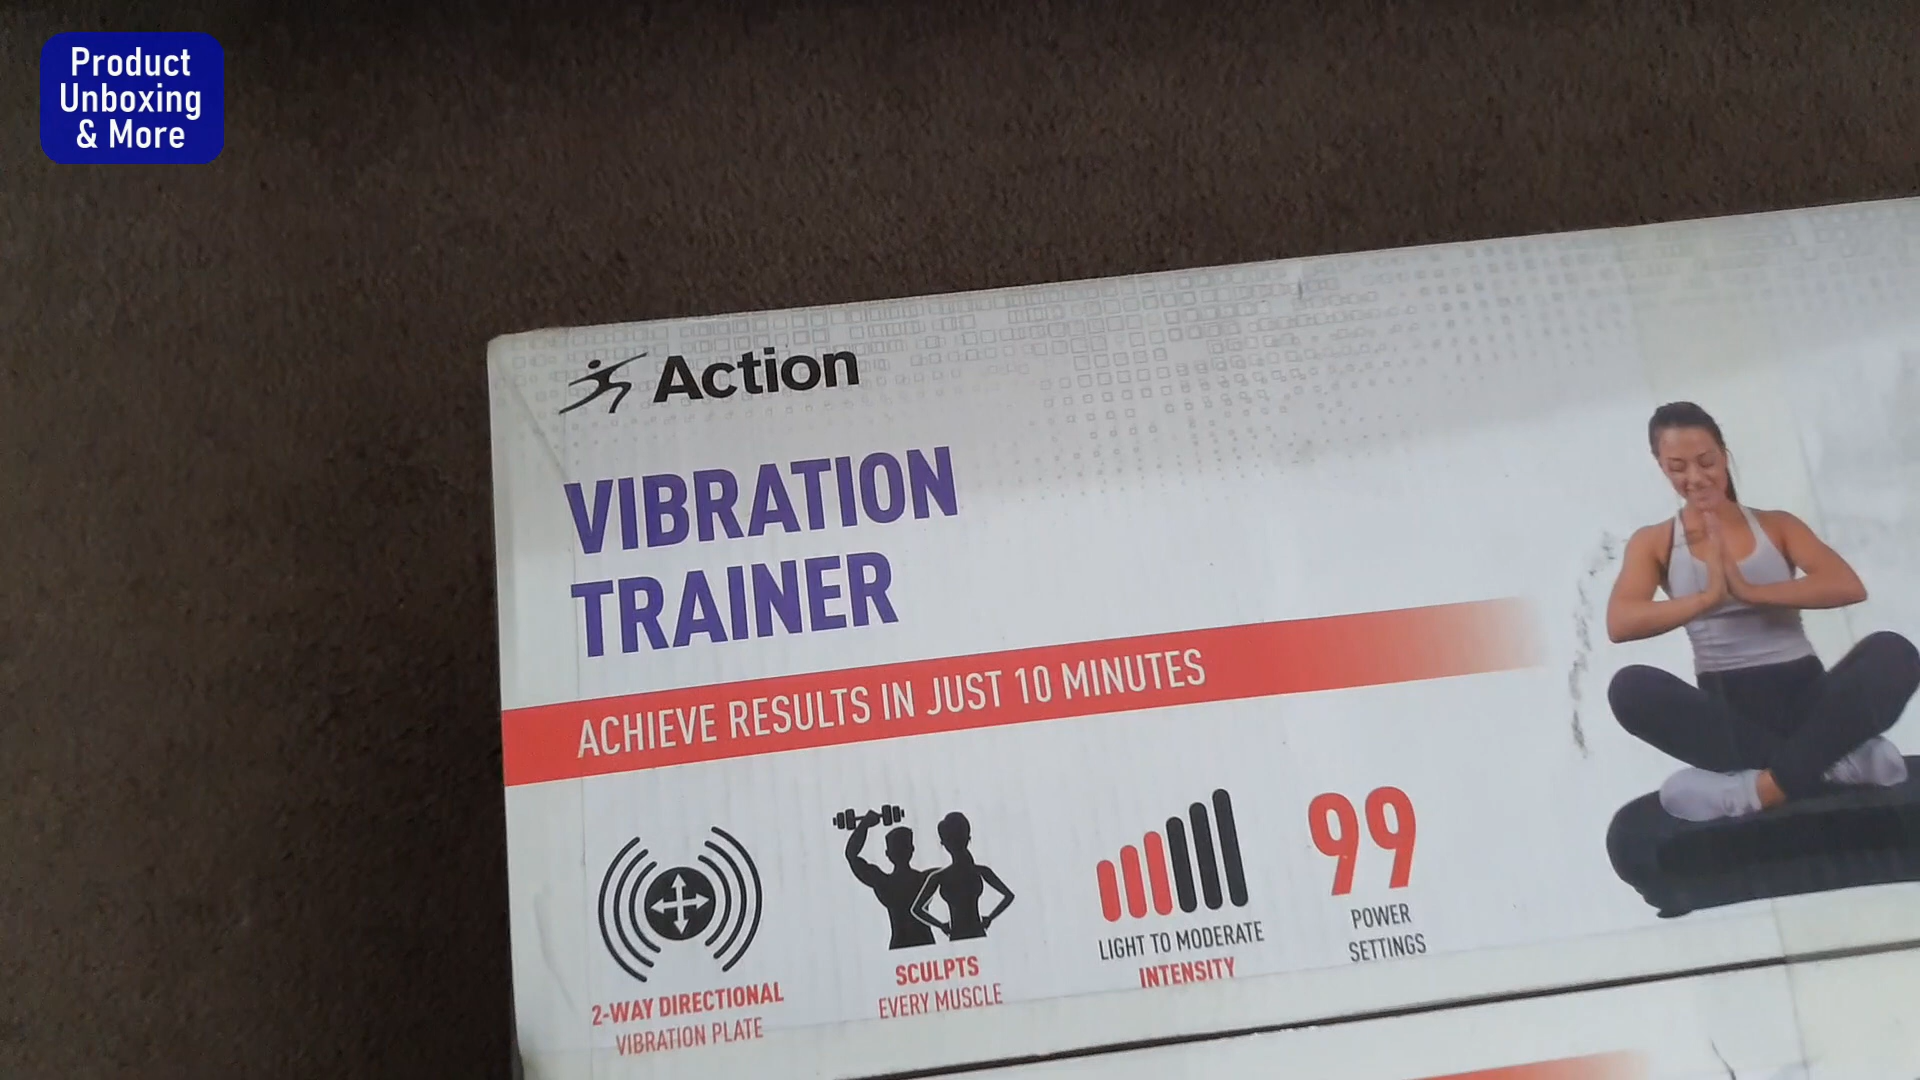 Product
Unboxing
& More
Action
VIBRATION
TRAINER
ACHIEVE RESULTS IN JUST 10 MINUTES
2-WAY DIRECTIONAL
VIBRATION PLATE
SCULPTS
EVERY MUSCLE
LIGHT TO MODERATE
INTENSITY
99
POWER
SETTINGS